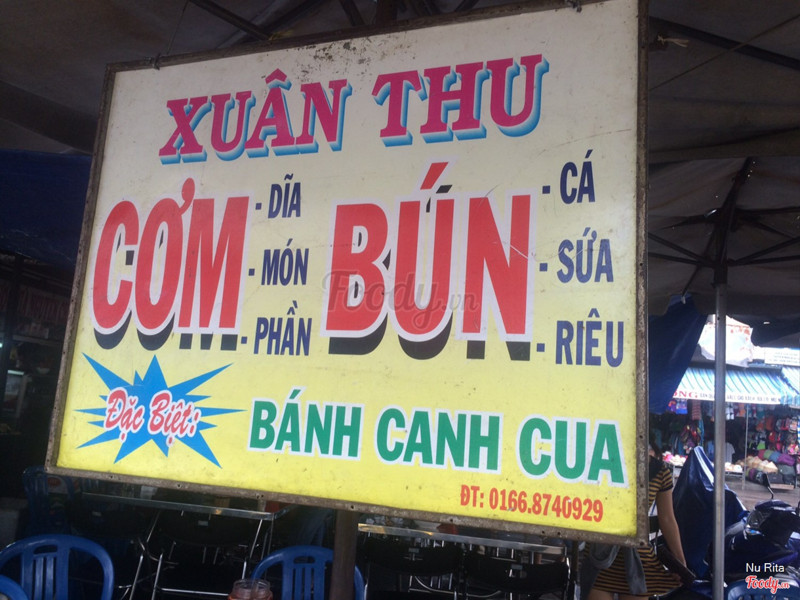 XUÂN THU
CƠM
- DĨA
- MÓN
- PHẦN
BÚN
- CÁ
- SỨA
- RIÊU
Đặc Biệt:
BÁNH CANH CUA
ĐT: 0166.8740929
Foody.vn
Nu Rita
Foody.vn